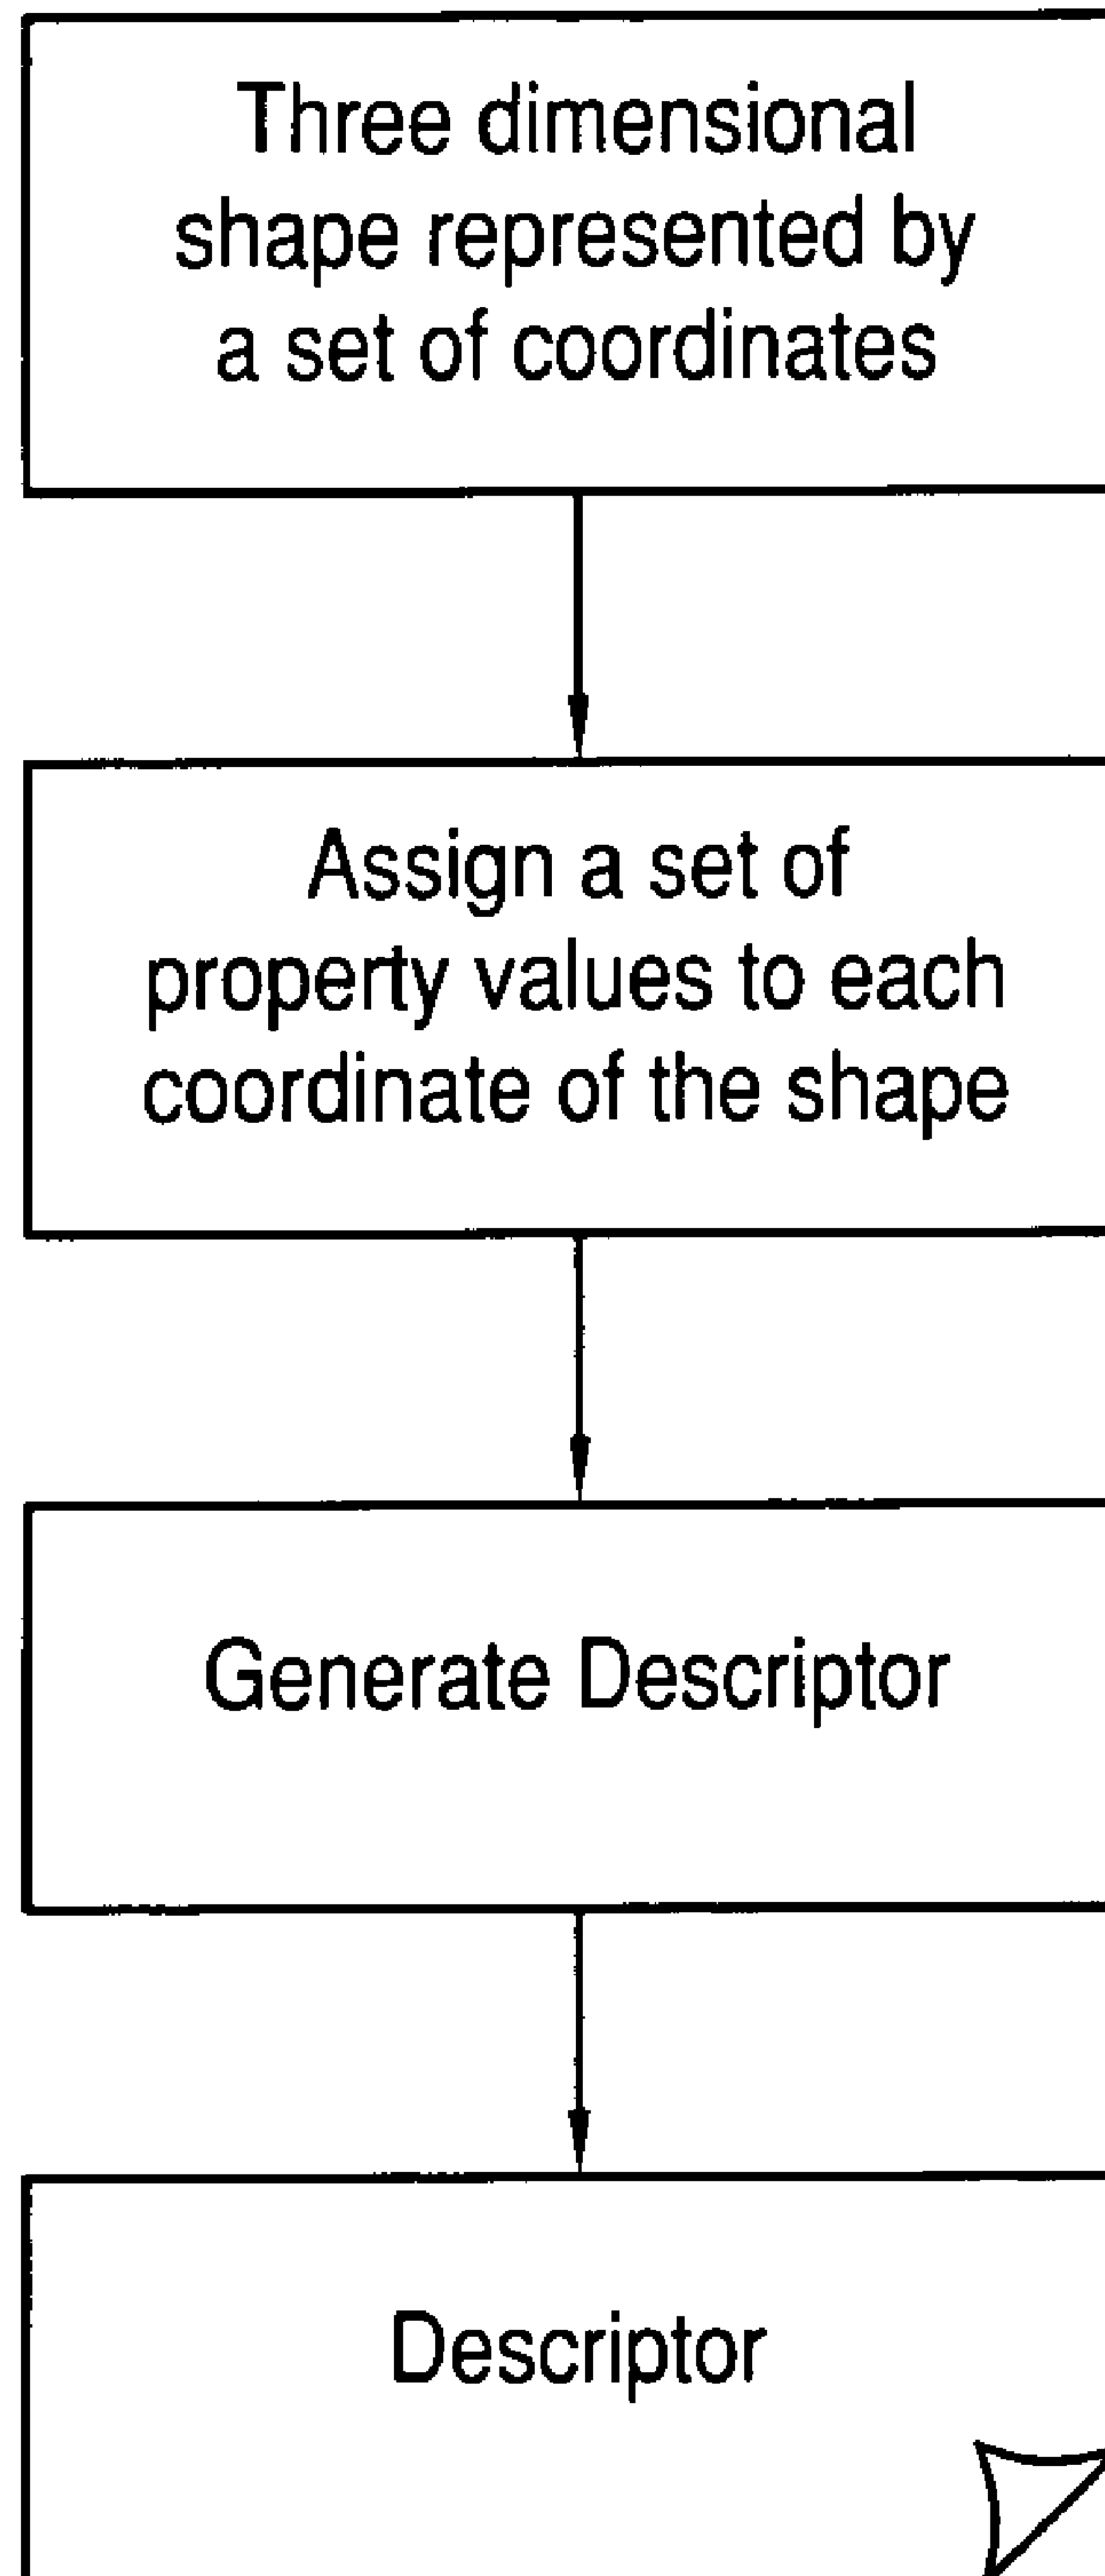 Three dimensional
shape represented by
a set of coordinates
Assign a set of
property values to each
coordinate of the shape
Generate Descriptor
Descriptor